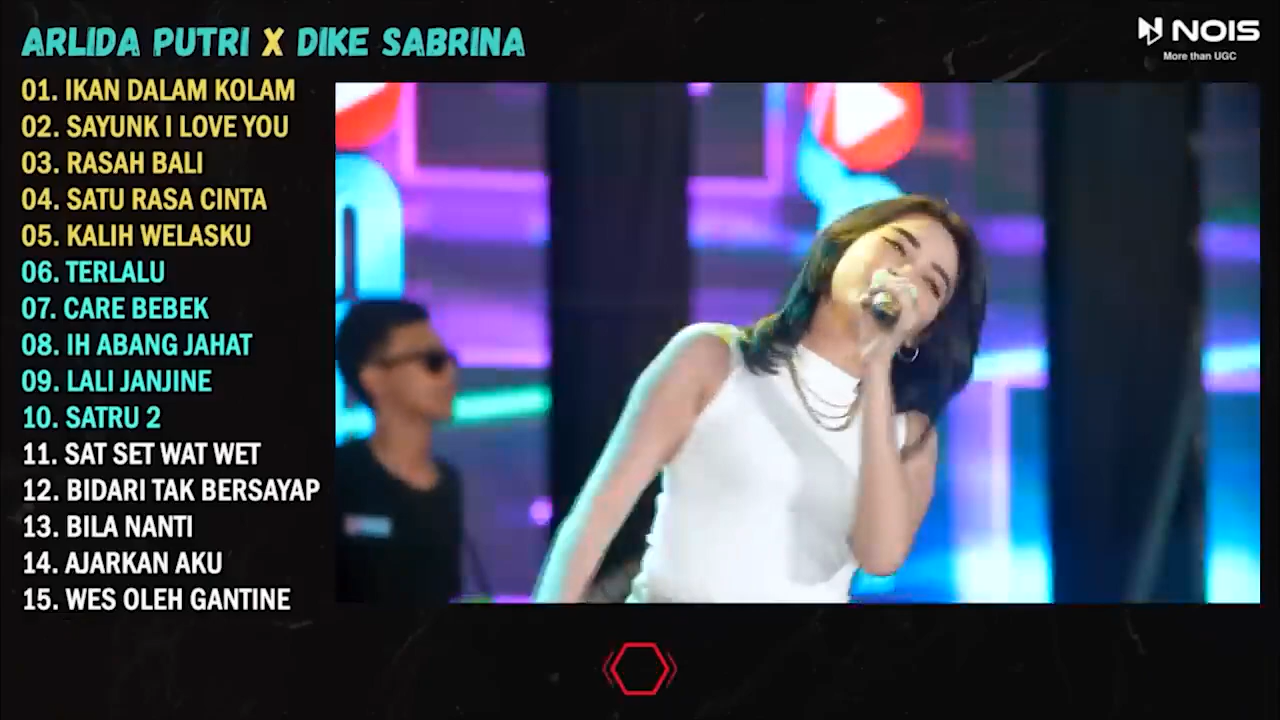 ARLIDA PUTRI X DIKE SABRINA
NOIS
More than UGC
01. IKAN DALAM KOLAM
02. SAYUNK I LOVE YOU
03. RASAH BALI
04. SATU RASA CINTA
05. KALIH WELASKU
06. TERLALU
07. CARE BEBEK
08. IH ABANG JAHAT
09. LALI JANJINE
10. SATRU 2
11. SAT SET WAT WET
12. BIDARI TAK BERSAYAP
13. BILA NANTI
14. AJARKAN AKU
15. WES OLEH GANTINE